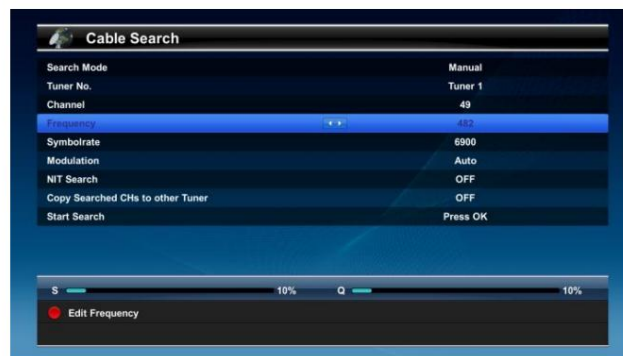 Cable Search
Search Mode Manual
Tuner No. Tuner 1
Channel 49
Frequency 482
Symbolrate 6900
Modulation Auto
NIT Search OFF
Copy Searched CHs to other Tuner OFF
Start Search Press OK
S 10% Q 10%
Edit Frequency